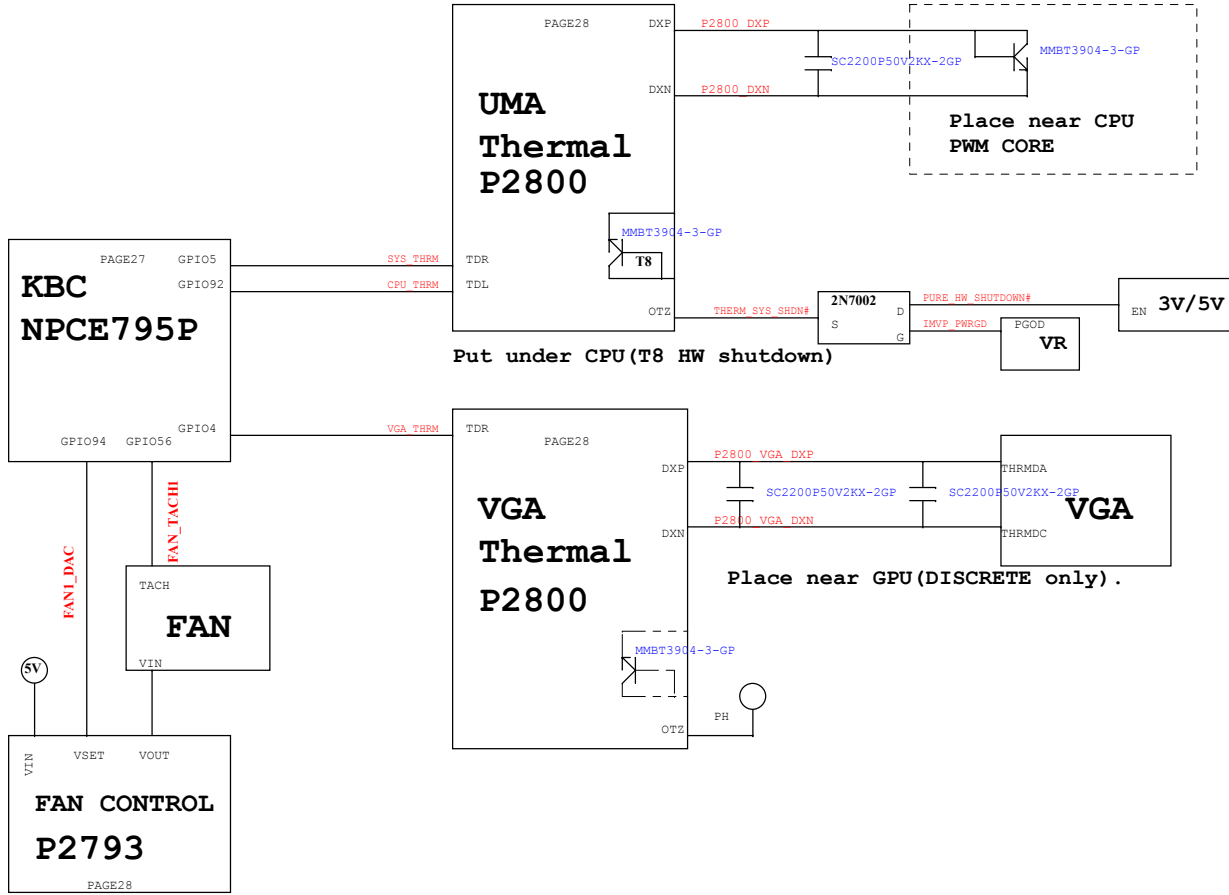 PAGE28
DXP
P2800_DXP
MMBT3904-3-GP
SC2200P50V2KX-2GP
DXN
P2800_DXN
UMA
Thermal
P2800
Place near CPU
PWM CORE
MMBT3904-3-GP
T8
PAGE27
GPIO5
SYS_THRM
TDR
GPIO92
CPU_THRM
TDL
KBC
NPCE795P
OTZ
THERM_SYS_SHDN#
2N7002
S
D
G
PURE_HW_SHUTDOWN#
IMVP_PWRGD
PGOD
VR
EN
3V/5V
Put under CPU(T8 HW shutdown)
GPIO4
VGA_THRM
TDR
PAGE28
GPIO94
GPIO56
DXP
P2800_VGA_DXP
THRMDA
SC2200P50V2KX-2GP
SC2200P50V2KX-2GP
VGA
DXN
P2800_VGA_DXN
THRMDC
VGA
Thermal
P2800
Place near GPU(DISCRETE only).
FAN1_DAC
FAN_TACH1
TACH
FAN
VIN
MMBT3904-3-GP
OTZ
PH
5V
VIN
VSET
VOUT
FAN CONTROL
P2793
PAGE28